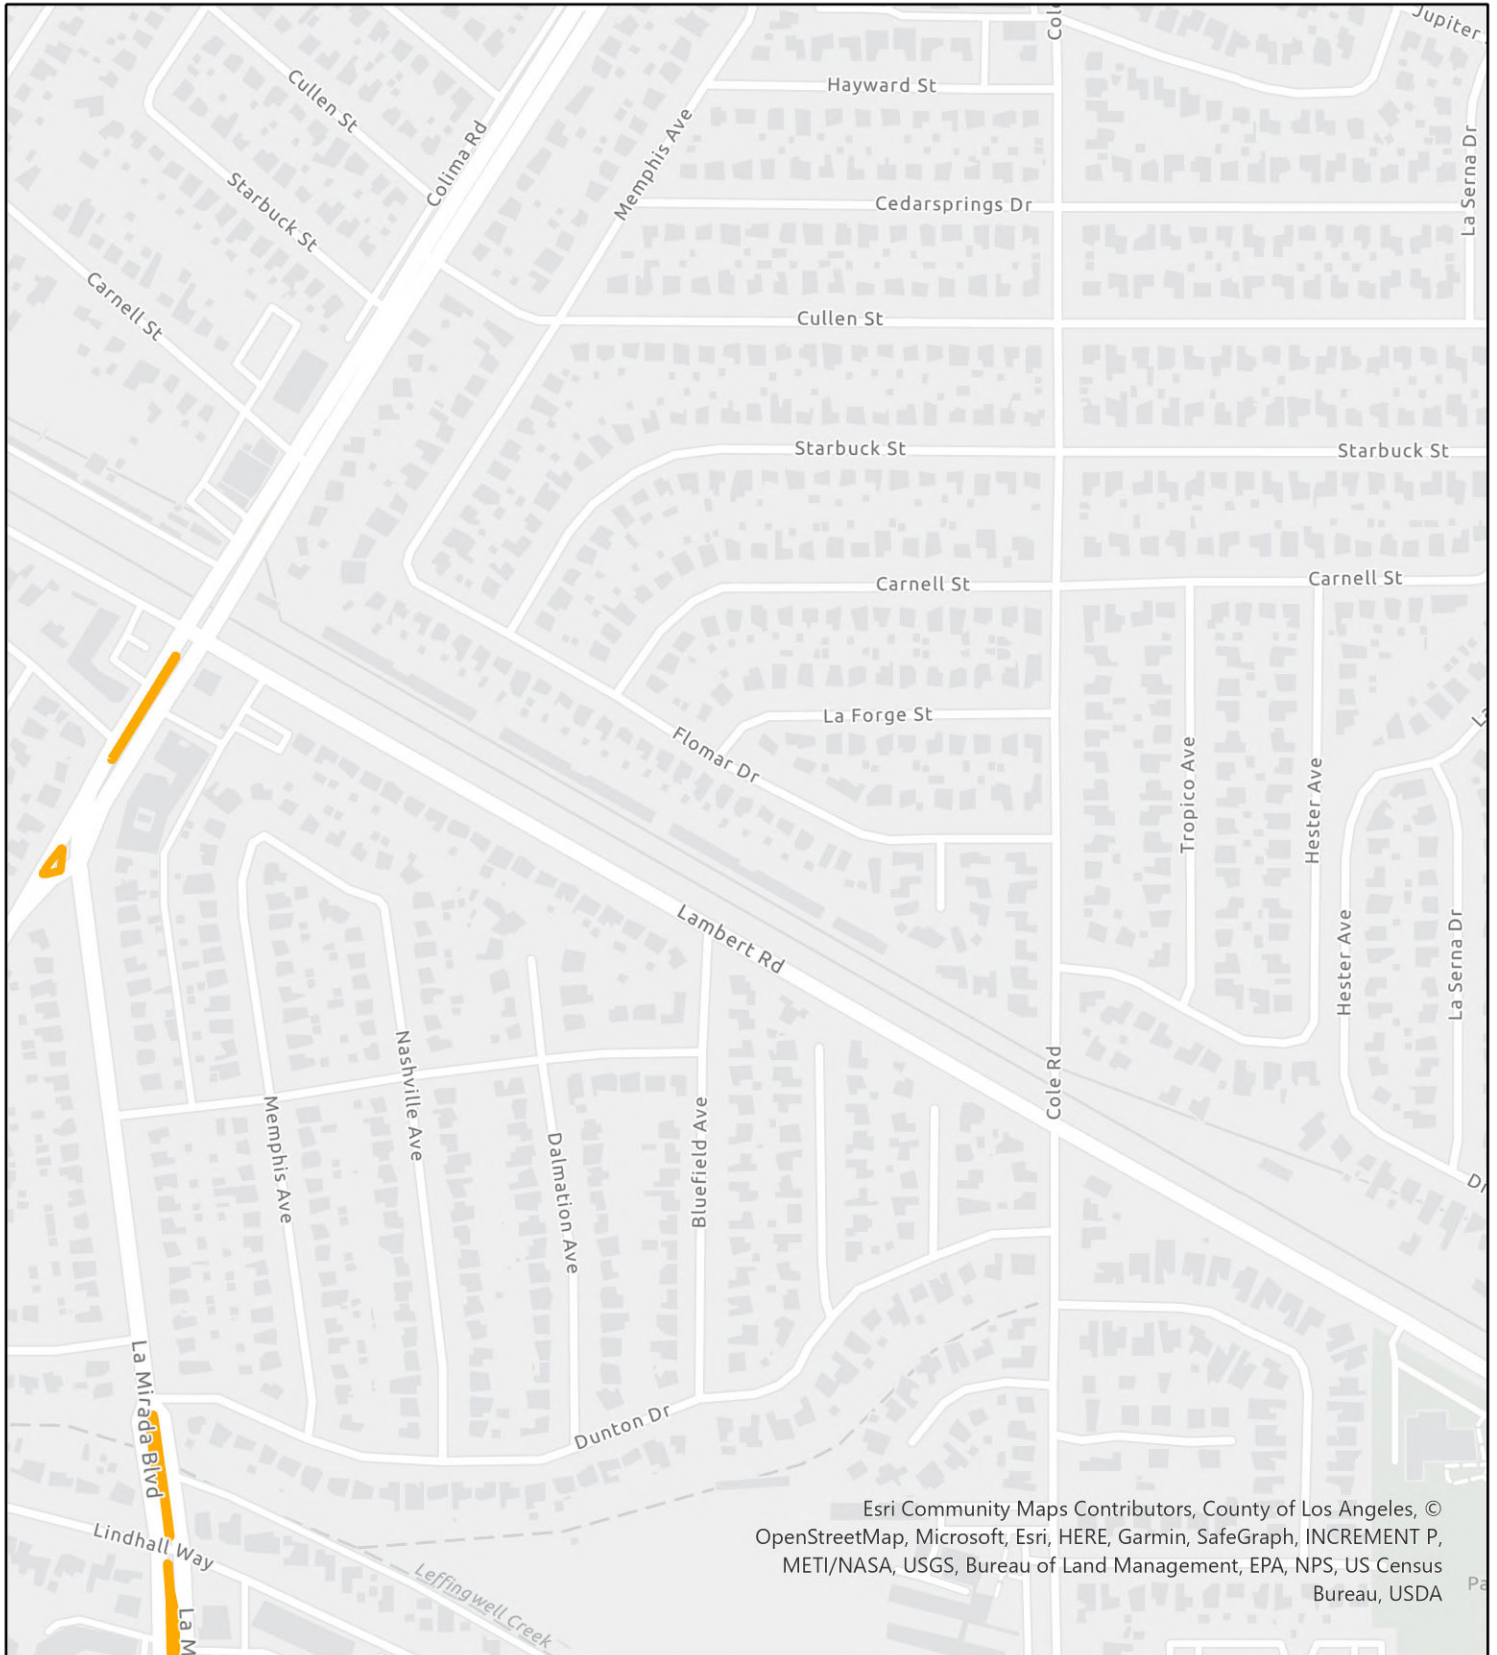 Jupiter
Cullen St
Hayward St
Colima Rd
Memphis Ave
La Serna Dr
Starbuck St
Cedarsprings Dr
Carnell St
Cullen St
Starbuck St
Starbuck St
Carnell St
Carnell St
La Forge St
Flomar Dr
Tropico Ave
Hester Ave
Lambert Rd
Hester Ave
La Serna Dr
Nashville Ave
Cole Rd
Memphis Ave
Dalmation Ave
Bluefield Ave
Dr
La Mirada Blvd
Dunton Dr
Lindhall Way
Leffingwell Creek
La M
Esri Community Maps Contributors, County of Los Angeles, ©
OpenStreetMap, Microsoft, Esri, HERE, Garmin, SafeGraph, INCREMENT P,
METI/NASA, USGS, Bureau of Land Management, EPA, NPS, US Census
Bureau, USDA
Pa